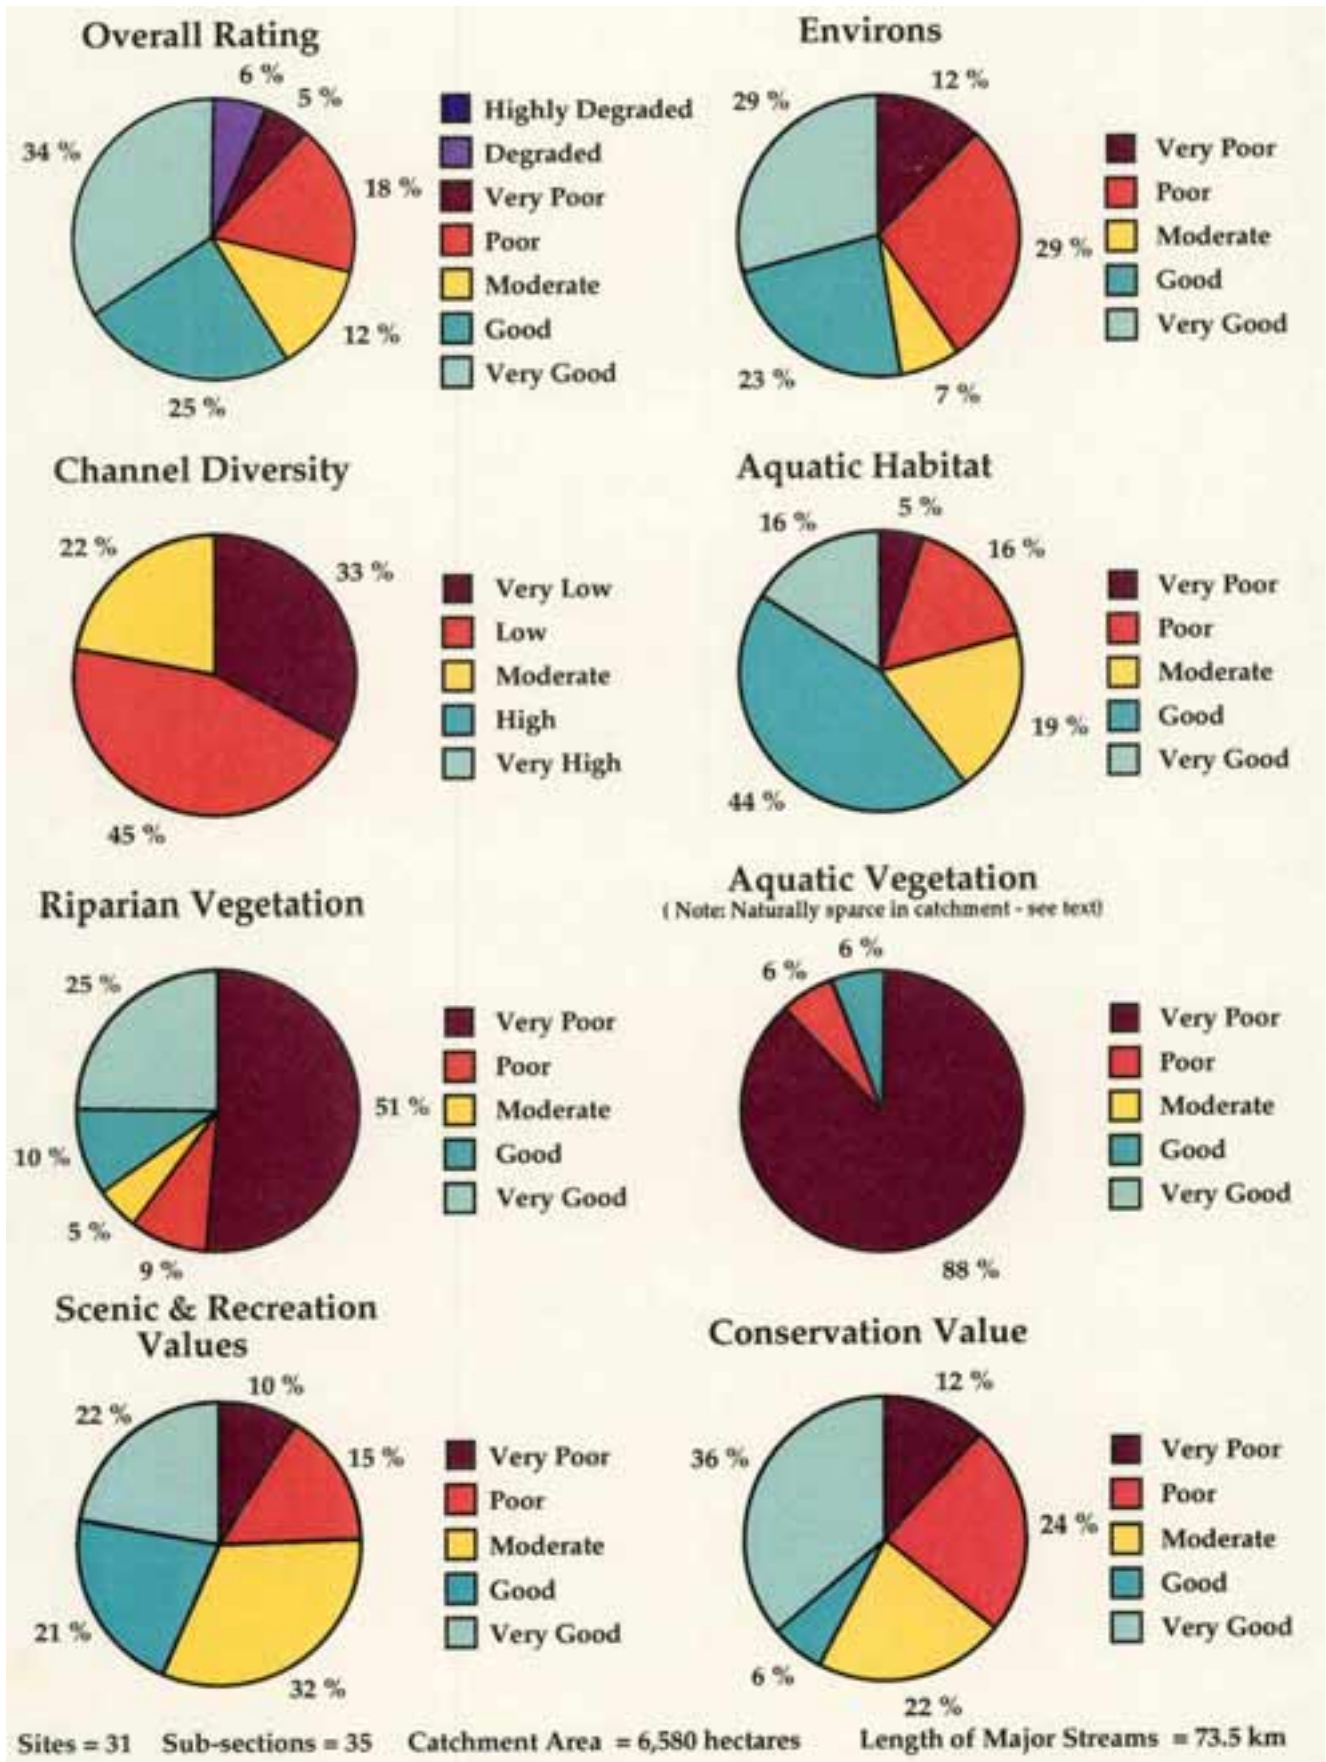 Overall Rating
6 %
5 %
34 %
18 %
12 %
25 %
Highly Degraded
Degraded
Very Poor
Poor
Moderate
Good
Very Good
Environs
12 %
29 %
29 %
23 %
7 %
Very Poor
Poor
Moderate
Good
Very Good
Channel Diversity
22 %
33 %
45 %
Very Low
Low
Moderate
High
Very High
Aquatic Habitat
5 %
16 %
16 %
19 %
44 %
Very Poor
Poor
Moderate
Good
Very Good
Riparian Vegetation
25 %
51 %
10 %
5 %
9 %
Very Poor
Poor
Moderate
Good
Very Good
Aquatic Vegetation
( Note: Naturally sparce in catchment - see text)
6 %
6 %
88 %
Very Poor
Poor
Moderate
Good
Very Good
Scenic & Recreation
Values
10 %
22 %
15 %
21 %
32 %
Very Poor
Poor
Moderate
Good
Very Good
Conservation Value
12 %
36 %
24 %
6 %
22 %
Very Poor
Poor
Moderate
Good
Very Good
Sites = 31 Sub-sections = 35 Catchment Area = 6,580 hectares Length of Major Streams = 73.5 km